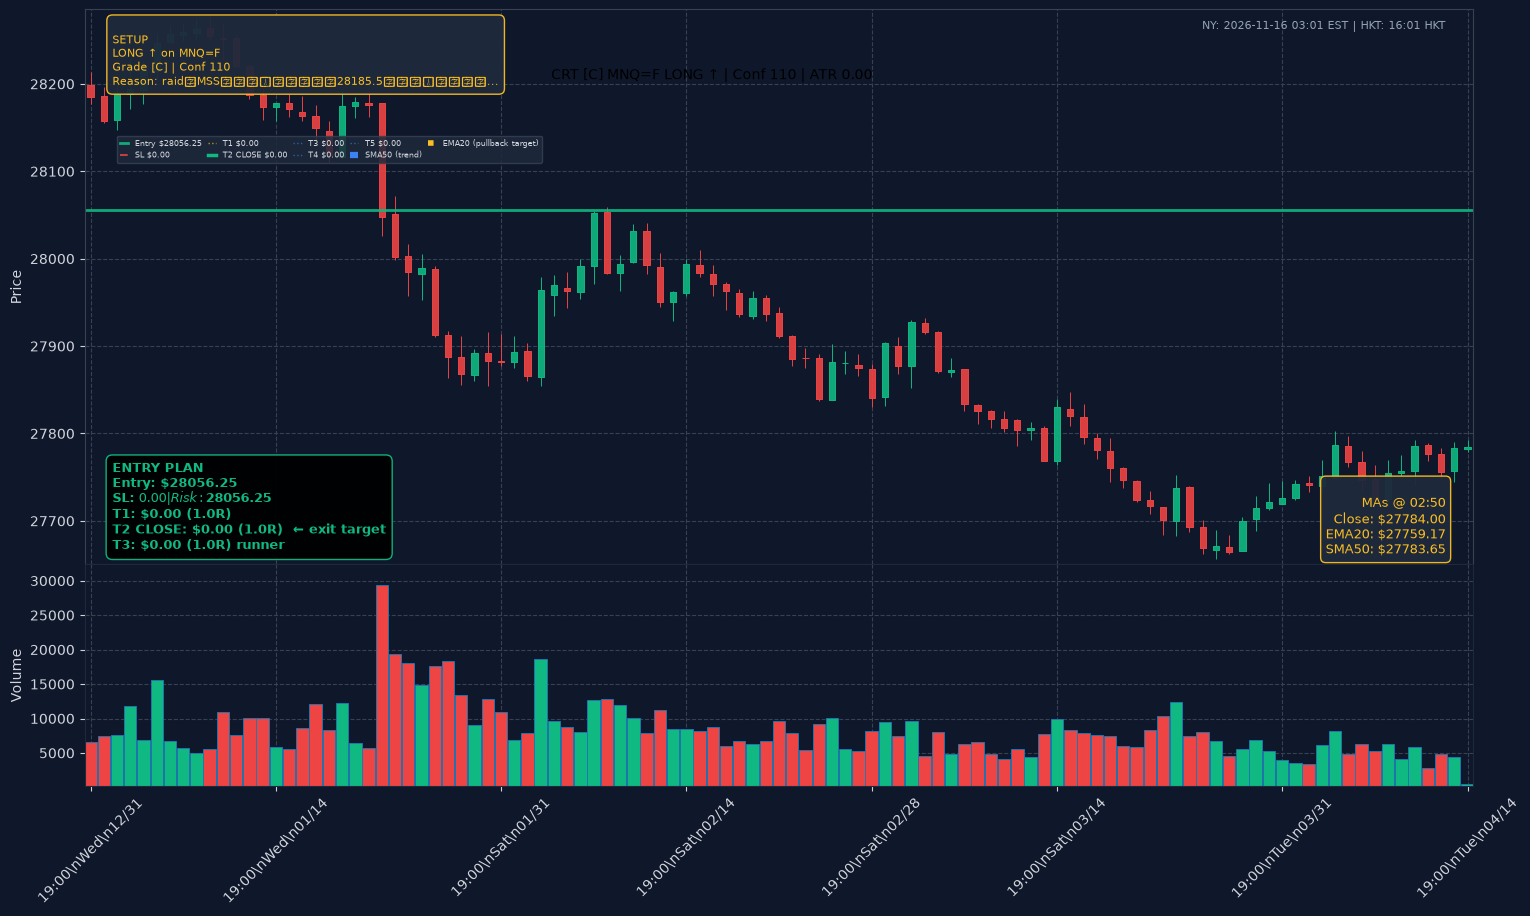 NY: 2026-11-16 03:01 EST | HKT: 16:01 HKT
SETUP
LONG ↑ on MNQ=F
Grade [C] | Conf 110
Reason: raid MSS 28185.5 ...
CRT [C] MNQ=F LONG ↑ | Conf 110 | ATR 0.00
Entry $28056.25
SL $0.00
T1 $0.00
T2 CLOSE $0.00
T3 $0.00
T4 $0.00
T5 $0.00
SMA50 (trend)
EMA20 (pullback target)
Price
28200
28100
28000
27900
27800
27700
ENTRY PLAN
Entry: $28056.25
SL: 0.00|Risk:28056.25
T1: $0.00 (1.0R)
T2 CLOSE: $0.00 (1.0R) ← exit target
T3: $0.00 (1.0R) runner
MAs @ 02:50
Close: $27784.00
EMA20: $27759.17
SMA50: $27783.65
Volume
30000
25000
20000
15000
10000
5000
19:00\nWed\n12/31
19:00\nWed\n01/14
19:00\nSat\n01/31
19:00\nSat\n02/14
19:00\nSat\n02/28
19:00\nSat\n03/14
19:00\nTue\n03/31
19:00\nTue\n04/14